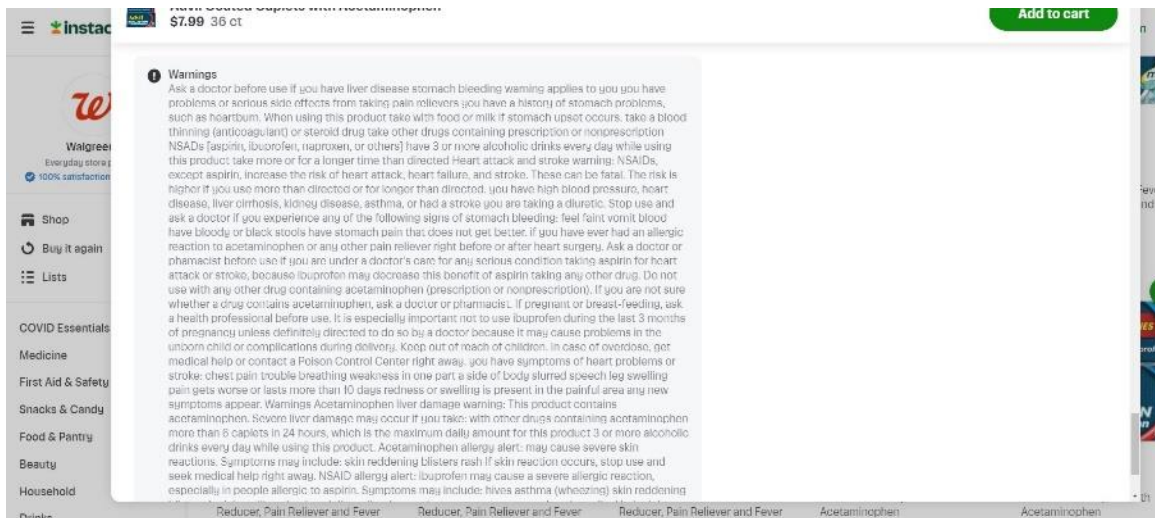 $7.99 36 ct
Add to cart
instac
Walgree
Everyday store p
100% satisfaction
Shop
Buy it again
Lists
COVID Essentials
Medicine
First Aid & Safety
Snacks & Candy
Food & Pantry
Beauty
Household
Drinks
Warnings
Ask a doctor before use if you have liver disease stomach bleeding warning applies to you you have
problems or serious side effects from taking pain relievers you have a history of stomach problems,
such as heartburn. When using this product take with food or milk if stomach upset occurs. take a blood
thinning (anticoagulant) or steroid drug take other drugs containing prescription or nonprescription
NSADs [aspirin, ibuprofen, naproxen, or others] have 3 or more alcoholic drinks every day while using
this product take more or for a longer time than directed Heart attack and stroke warning: NSAIDs,
except aspirin, increase the risk of heart attack, heart failure, and stroke. These can be fatal. The risk is
higher if you use more than directed or for longer than directed. you have high blood pressure, heart
disease, liver cirrhosis, kidney disease, asthma, or had a stroke you are taking a diuretic. Stop use and
ask a doctor if you experience any of the following signs of stomach bleeding: feel faint vomit blood
have bloody or black stools have stomach pain that does not get better. if you have ever had an allergic
reaction to acetaminophen or any other pain reliever right before or after heart surgery. Ask a doctor or
phamacist before use if you are under a doctor's care for any serious condition taking aspirin for heart
attack or stroke, because ibuprofen may decrease this benefit of aspirin taking any other drug. Do not
use with any other drug containing acetaminophen (prescription or nonprescription). If you are not sure
whether a drug contains acetaminophen, ask a doctor or pharmacist. If pregnant or breast-feeding, ask
a health professional before use. It is especially important not to use ibuprofen during the last 3 months
of pregnancy unless definitely directed to do so by a doctor because it may cause problems in the
unborn child or complications during delivery. Keep out of reach of children. In case of overdose, get
medical help or contact a Poison Control Center right away. you have symptoms of heart problems or
stroke: chest pain trouble breathing weakness in one part a side of body slurred speech leg swelling
pain gets worse or lasts more than 10 days redness or swelling is present in the painful area any new
symptoms appear. Warnings Acetaminophen liver damage warning: This product contains
acetaminophen. Severe liver damage may occur if you take: with other drugs containing acetaminophen
more than 6 caplets in 24 hours, which is the maximum daily amount for this product 3 or more alcoholic
drinks every day while using this product. Acetaminophen allergy alert: may cause severe skin
reactions. Symptoms may include: skin reddening blisters rash If skin reaction occurs, stop use and
seek medical help right away. NSAID allergy alert: ibuprofen may cause a severe allergic reaction,
especially in people allergic to aspirin. Symptoms may include: hives asthma (wheezing) skin reddening
Reducer, Pain Reliever and Fever
Reducer, Pain Reliever and Fever
Reducer, Pain Reliever and Fever
Acetaminophen
Acetaminophen